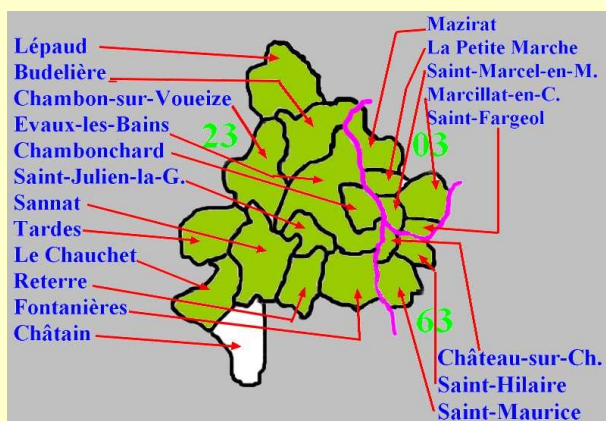 Lépaud
Budelière
Chambon-sur-Voueize
Evaux-les-Bains
Chambonchard
Saint-Julien-la-G.
Sannat
Tardes
Le Chauchet
Reterre
Fontanières
Châtain
23
Mazirat
La Petite Marche
Saint-Marcel-en-M.
Marcillat-en-C.
Saint-Fargeol
03
63
Château-sur-Ch.
Saint-Hilaire
Saint-Maurice